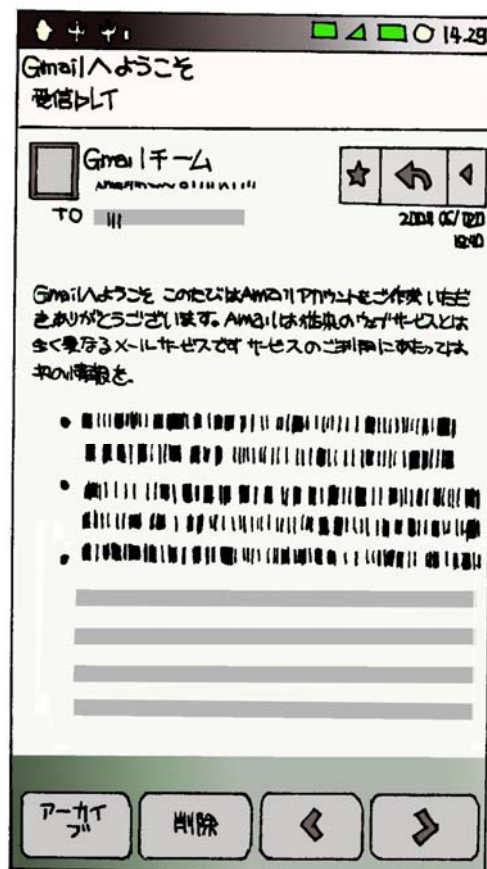 14:29
Gmailへようこそ
受信トレイ
Gmailチーム
TO
2004 06/
18:40
Gmailへようこそ このたびはAmailアカウントをご作成いただ
きありがとうございます。Amailは従来のウェブサービスとは
全く異なるメールサービスです サービスのご利用にあたっては
次の情報を.
アーカイ
ブ
削除